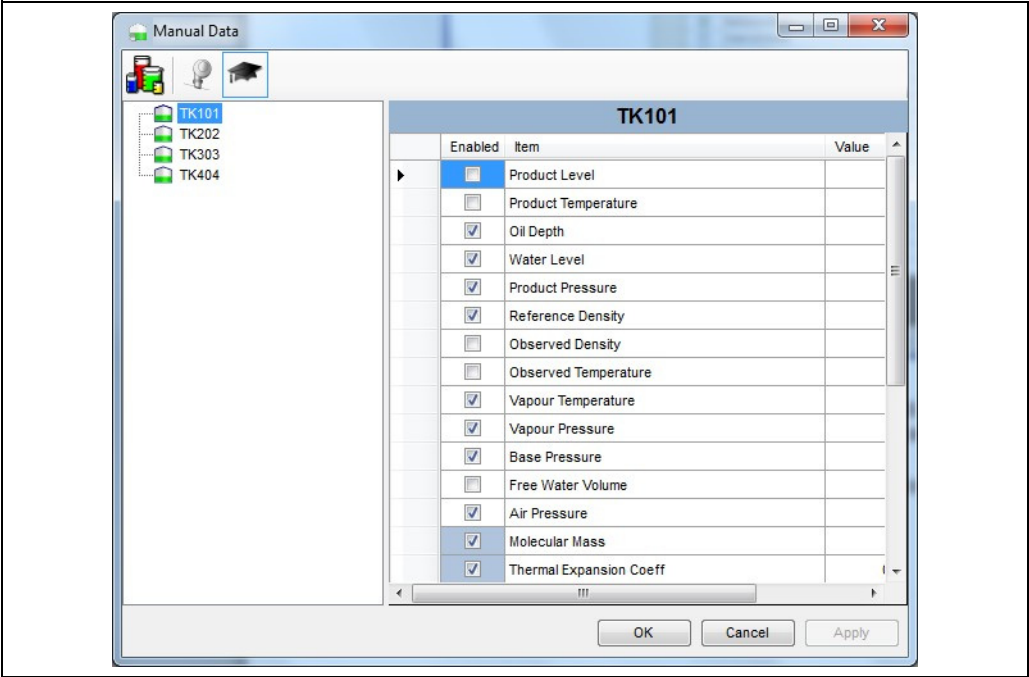 Manual Data
TK101
TK202
TK303
TK404
TK101
Enabled Item Value
Product Level
Product Temperature
Oil Depth
Water Level
Product Pressure
Reference Density
Observed Density
Observed Temperature
Vapour Temperature
Vapour Pressure
Base Pressure
Free Water Volume
Air Pressure
Molecular Mass
Thermal Expansion Coeff
OK Cancel Apply